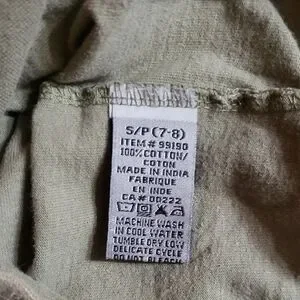 S/P (7-8)
ITEM # 99190
100% COTTON/
COTON
MADE IN INDIA
FABRIQUE
EN INDE
CA # 00222
MACHINE WASH
IN COOL WATER
TUMBLE DRY LOW
DELICATE CYCLE
DO NOT BLEACH